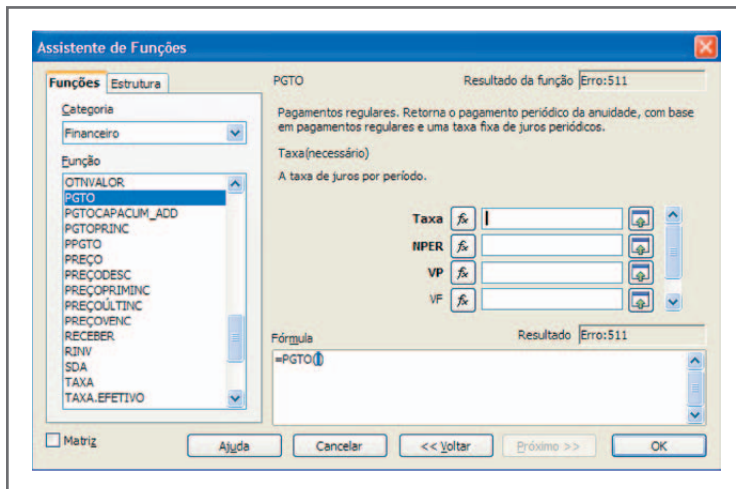 Assistente de Funções
Funções Estrutura
Categoria
Financeiro
Função
OTNVALOR
PGTO
PGTOCAPACUM_ADD
PGTOPRINC
PPGTO
PREÇO
PREÇODESC
PREÇOPRIMINC
PREÇOÚLTINC
PREÇOVENC
RECEBER
RINV
SDA
TAXA
TAXA.EFETIVO
Matriz
PGTO Resultado da função Erro:511
Pagamentos regulares. Retorna o pagamento periódico da anuidade, com base
em pagamentos regulares e uma taxa fixa de juros periódicos.
Taxa(necessário)
A taxa de juros por período.
Taxa fx
NPER fx
VP fx
VF fx
Fórmula Resultado Erro:511
=PGTO()
Ajuda Cancelar << Voltar Próximo >> OK